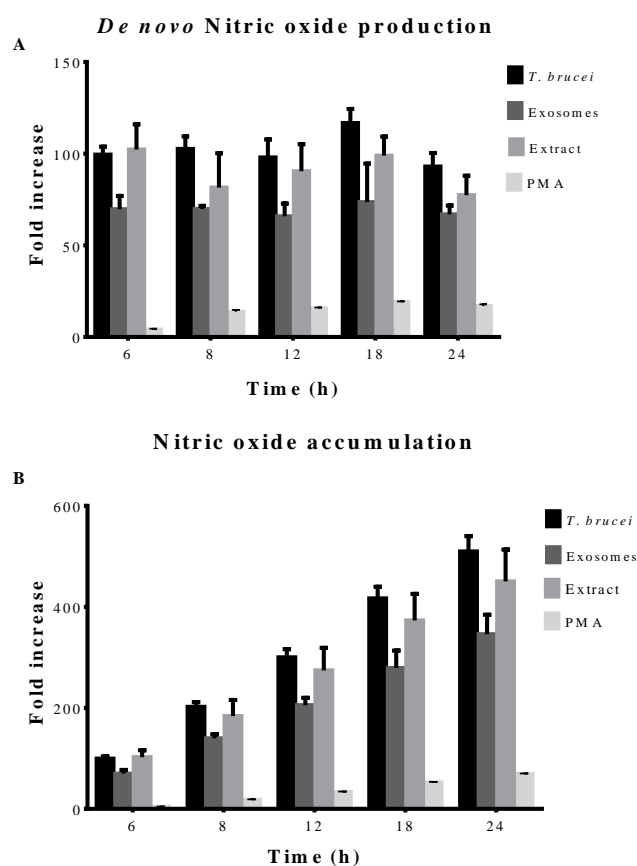 De novo Nitric oxide production
A
150
100
50
0
Fold increase
6 8 12 18 24
Time (h)
T. brucei
Exosomes
Extract
PMA
Nitric oxide accumulation
B
600
400
200
0
Fold increase
6 8 12 18 24
Time (h)
T. brucei
Exosomes
Extract
PMA